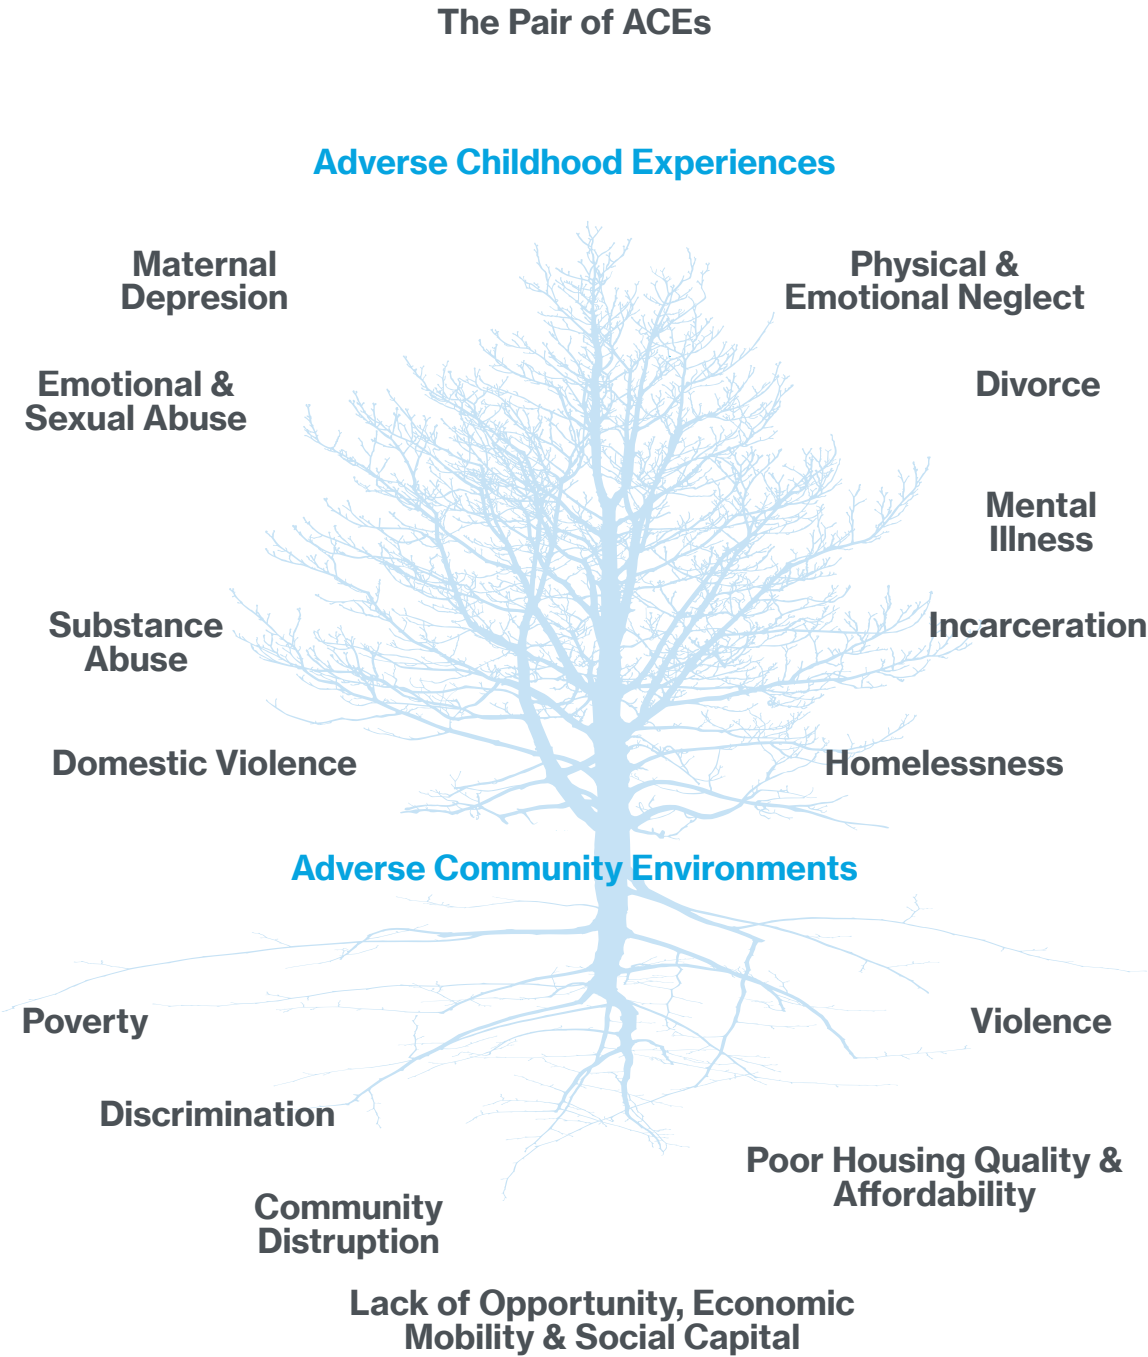 The Pair of ACEs
Adverse Childhood Experiences
Maternal
Depresion
Physical &
Emotional Neglect
Emotional &
Sexual Abuse
Divorce
Mental
Illness
Substance
Abuse
Incarceration
Domestic Violence
Homelessness
Adverse Community Environments
Poverty
Violence
Discrimination
Poor Housing Quality &
Affordability
Community
Distruption
Lack of Opportunity, Economic
Mobility & Social Capital